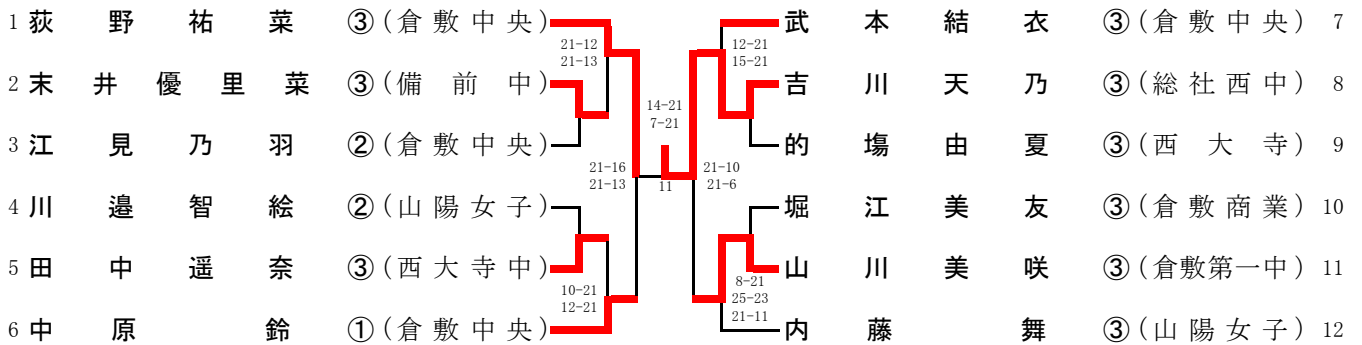 1 荻野祐菜 ③(倉敷中央)
2 末井優里菜 ③(備前中)
3 江見乃羽 ②(倉敷中央)
4 川邉智絵 ②(山陽女子)
5 田中遥奈 ③(西大寺中)
6 中原鈴 ①(倉敷中央)
21-12
21-13
21-16
21-13
10-21
12-21
14-21
7-21
11
12-21
15-21
21-10
21-6
8-21
25-23
21-11
武本結衣 ③(倉敷中央) 7
吉川天乃 ③(総社西中) 8
的場由夏 ③(西大寺) 9
堀江美友 ③(倉敷商業) 10
山川美咲 ③(倉敷第一中) 11
内藤舞 ③(山陽女子) 12